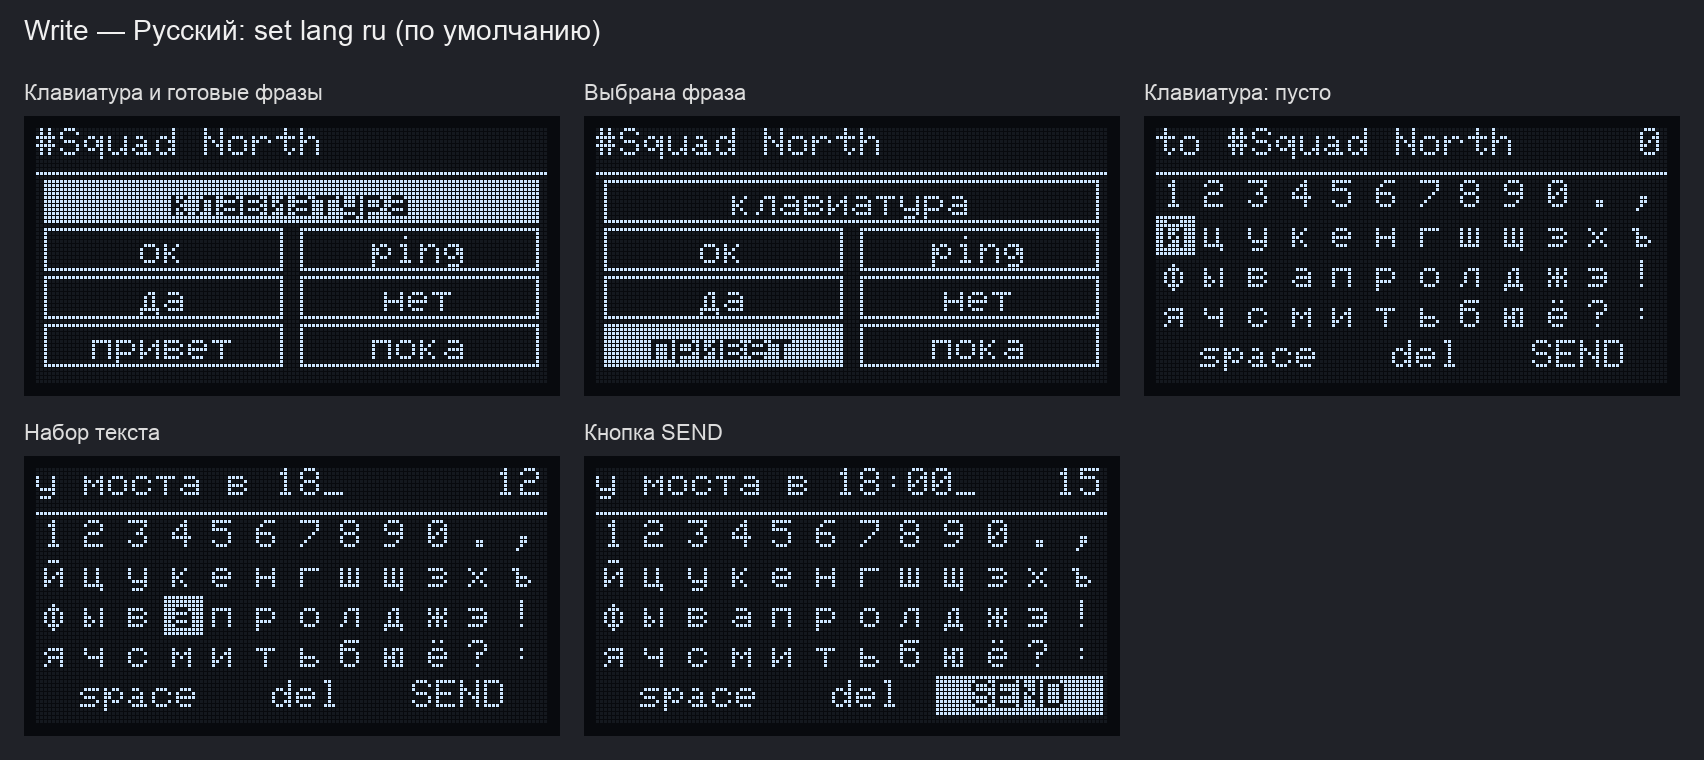 Write — Русский: set lang ru (по умолчанию)
Клавиатура и готовые фразы
#Squad North
клавиатура
ок ping
да нет
привет пока
Выбрана фраза
#Squad North
клавиатура
ок ping
да нет
привет пока
Клавиатура: пусто
to #Squad North 0
1 2 3 4 5 6 7 8 9 0 . ,
й ц у к е н г ш щ з х ъ
ф ы в а п р о л д ж э !
я ч с м и т ь б ю ё ? :
space del SEND
Набор текста
у моста в 18_ 12
1 2 3 4 5 6 7 8 9 0 . ,
й ц у к е н г ш щ з х ъ
ф ы в а п р о л д ж э !
я ч с м и т ь б ю ё ? :
space del SEND
Кнопка SEND
у моста в 18:00_ 15
1 2 3 4 5 6 7 8 9 0 . ,
й ц у к е н г ш щ з х ъ
ф ы в а п р о л д ж э !
я ч с м и т ь б ю ё ? :
space del SEND